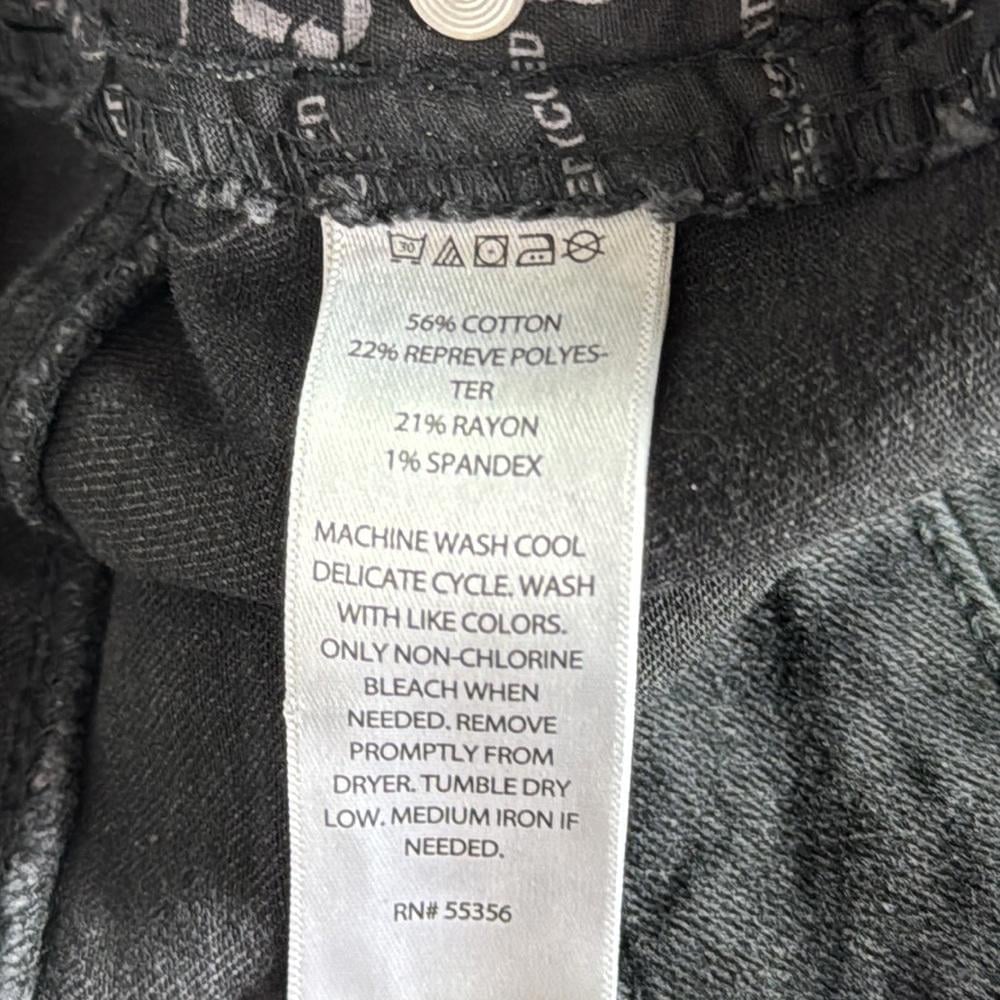 30
56% COTTON
22% REPREVE POLYES-
TER
21% RAYON
1% SPANDEX
MACHINE WASH COOL
DELICATE CYCLE. WASH
WITH LIKE COLORS.
ONLY NON-CHLORINE
BLEACH WHEN
NEEDED. REMOVE
PROMPTLY FROM
DRYER. TUMBLE DRY
LOW. MEDIUM IRON IF
NEEDED.
RN# 55356